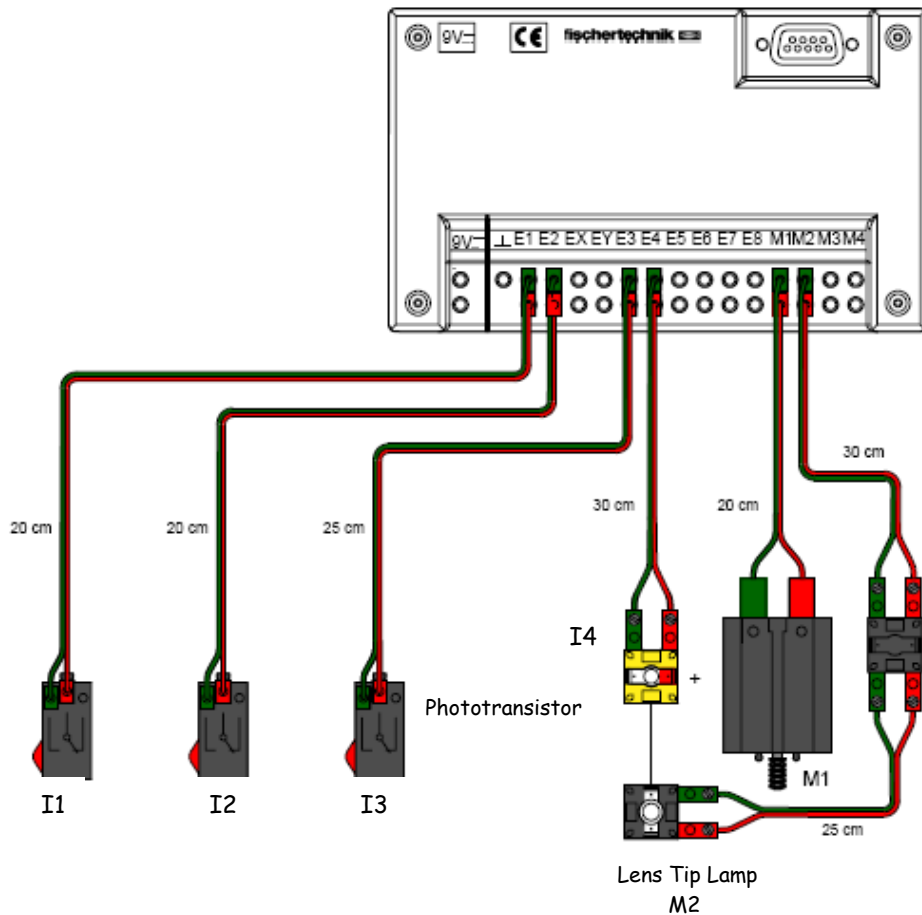 9V⎓ CE fischertechnik
9V⎓ ⊥ E1 E2 EX EY E3 E4 E5 E6 E7 E8 M1 M2 M3 M4
30 cm
20 cm
20 cm
25 cm
30 cm
20 cm
I4
+
Phototransistor
M1
I1
I2
I3
25 cm
Lens Tip Lamp
M2